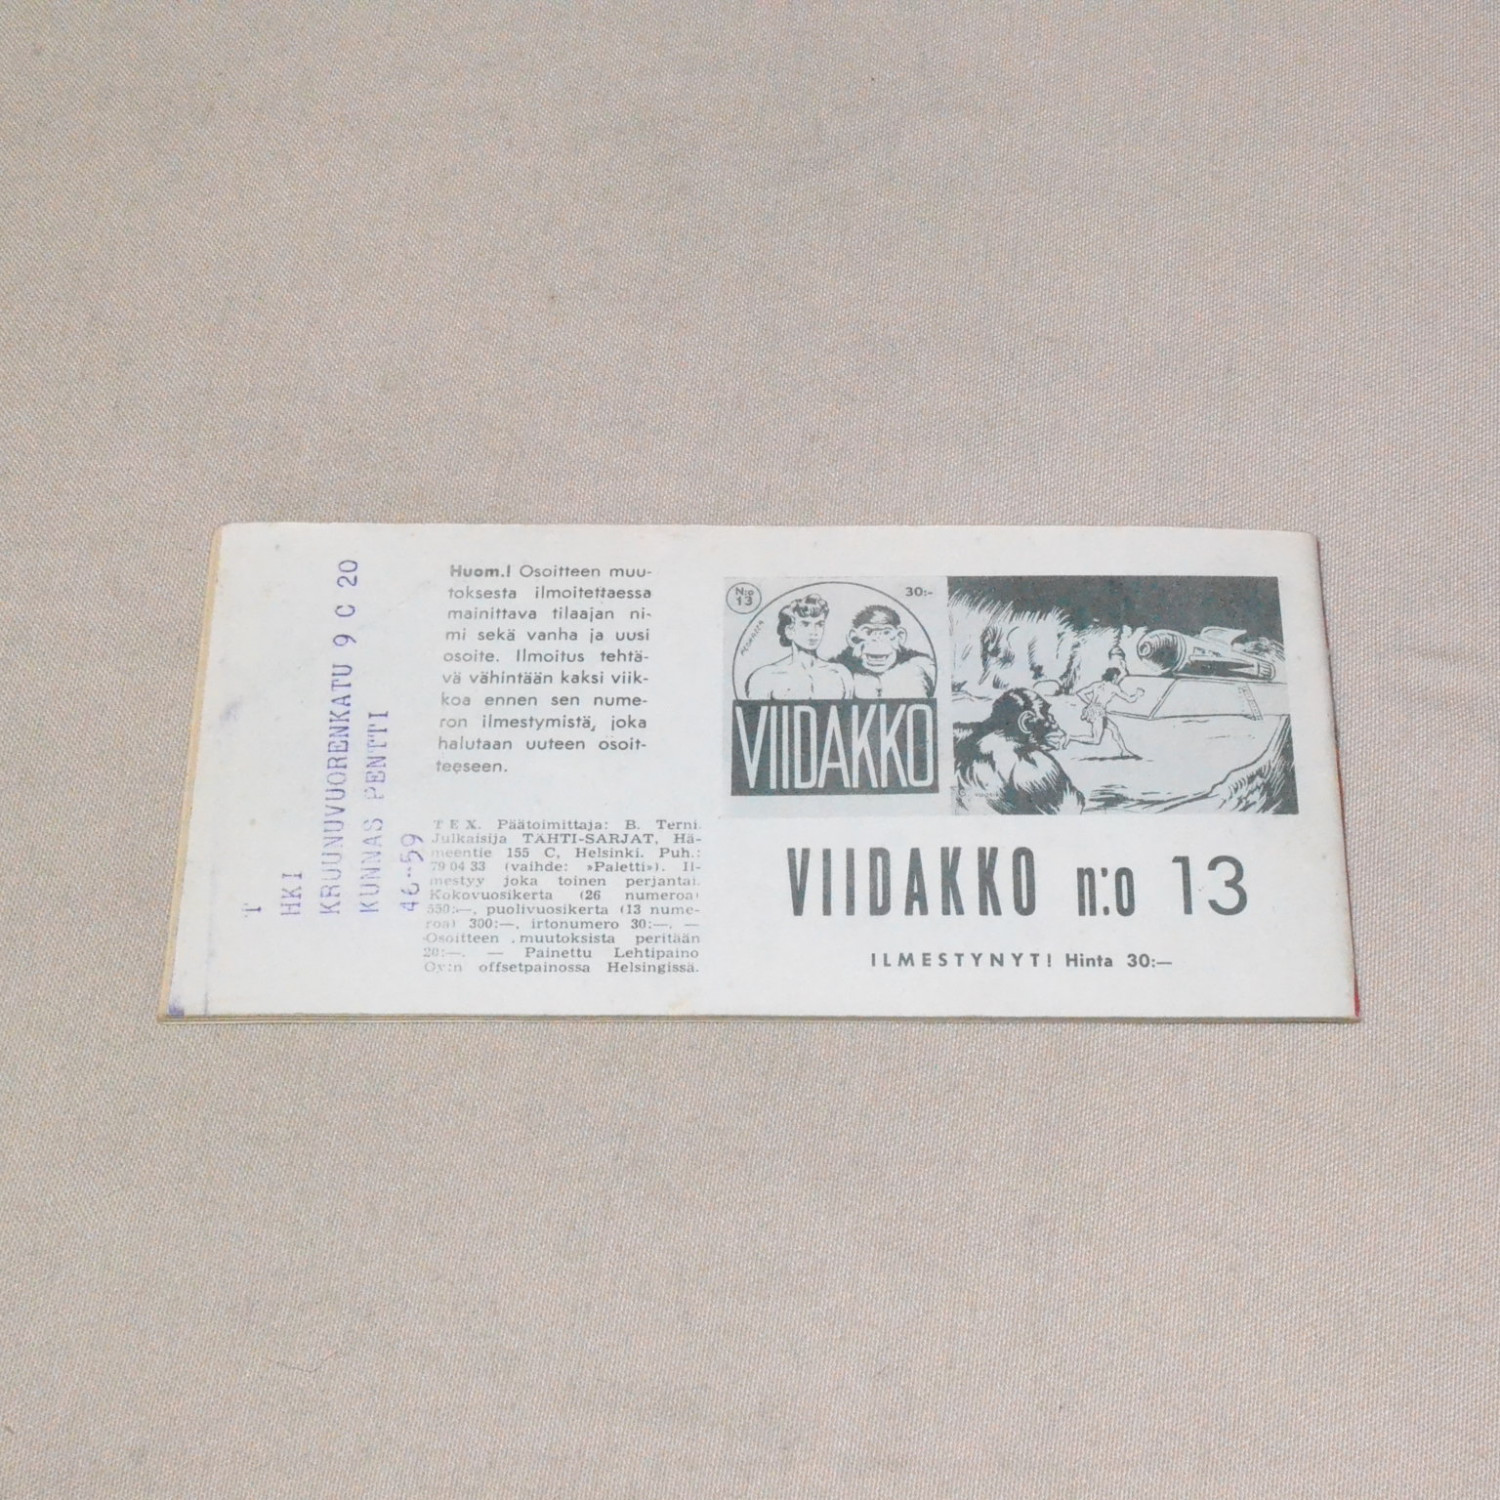 T
HKI
KRUUNUVUORENKATU 9 C 20
KUNNAS PENTTI
46-59
Huom.! Osoitteen muu-
toksesta ilmoitettaessa
mainittava tilaajan ni-
mi sekä vanha ja uusi
osoite. Ilmoitus tehtä-
vä vähintään kaksi viik-
koa ennen sen nume-
ron ilmestymistä, joka
halutaan uuteen osoit-
teeseen.
TEX. Päätoimittaja: B. Terni.
Julkaisija TÄHTI-SARJAT, Hä-
meentie 155 C, Helsinki. Puh.:
79 04 33 (vaihde: »Paletti»). Il-
mestyy joka toinen perjantai.
Kokovuosikerta (26 numeroa)
550:—, puolivuosikerta (13 nume-
roa) 300:—, irtonumero 30:—. —
Osoitteen muutoksista peritään
20:—. — Painettu Lehtipaino
Oy:n offsetpainossa Helsingissä.
N:o
13
30:-
VIIDAKKO
VIIDAKKO n:o 13
ILMESTYNYT! Hinta 30:—